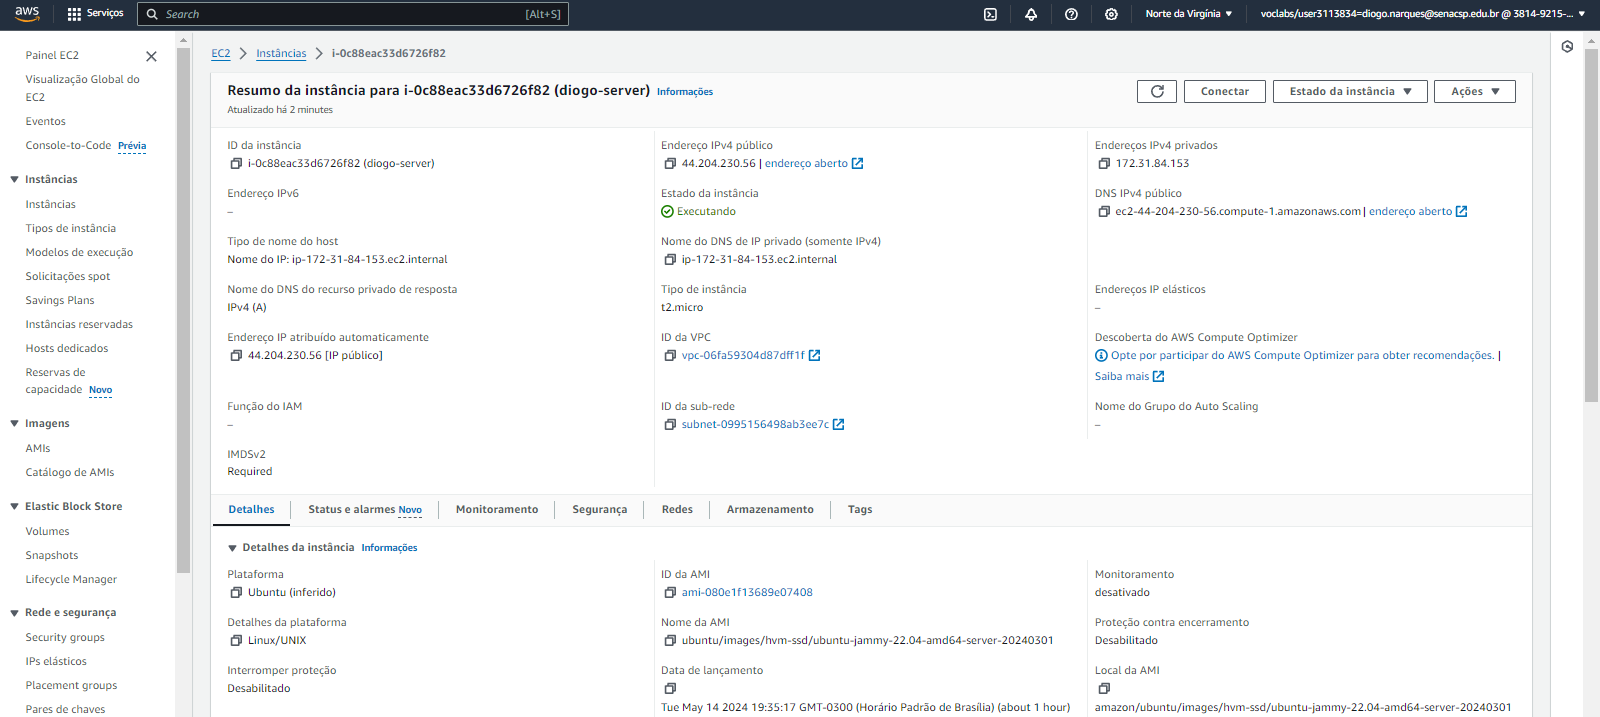 aws
Serviços
Search
[Alt+S]
Norte da Virgínia
voclabs/user3113834=diogo.narques@senacsp.edu.br @ 3814-9215-...
Painel EC2
Visualização Global do
EC2
Eventos
Console-to-Code Prévia
Instâncias
Instâncias
Tipos de instância
Modelos de execução
Solicitações spot
Savings Plans
Instâncias reservadas
Hosts dedicados
Reservas de
capacidade Novo
Imagens
AMIs
Catálogo de AMIs
Elastic Block Store
Volumes
Snapshots
Lifecycle Manager
Rede e segurança
Security groups
IPs elásticos
Placement groups
Pares de chaves
EC2 > Instâncias > i-0c88eac33d6726f82
Resumo da instância para i-0c88eac33d6726f82 (diogo-server) Informações
Atualizado há 2 minutes
Conectar
Estado da instância
Ações
ID da instância
i-0c88eac33d6726f82 (diogo-server)
Endereço IPv4 público
44.204.230.56 | endereço aberto
Endereços IPv4 privados
172.31.84.153
Endereço IPv6
–
Estado da instância
Executando
DNS IPv4 público
ec2-44-204-230-56.compute-1.amazonaws.com | endereço aberto
Tipo de nome do host
Nome do IP: ip-172-31-84-153.ec2.internal
Nome do DNS de IP privado (somente IPv4)
ip-172-31-84-153.ec2.internal
Nome do DNS do recurso privado de resposta
IPv4 (A)
Tipo de instância
t2.micro
Endereços IP elásticos
–
Endereço IP atribuído automaticamente
44.204.230.56 [IP público]
ID da VPC
vpc-06fa59304d87dff1f
Descoberta do AWS Compute Optimizer
Opte por participar do AWS Compute Optimizer para obter recomendações. |
Saiba mais
Função do IAM
–
ID da sub-rede
subnet-0995156498ab3ee7c
Nome do Grupo do Auto Scaling
–
IMDSv2
Required
Detalhes
Status e alarmes Novo
Monitoramento
Segurança
Redes
Armazenamento
Tags
Detalhes da instância Informações
Plataforma
Ubuntu (inferido)
ID da AMI
ami-080e1f13689e07408
Monitoramento
desativado
Detalhes da plataforma
Linux/UNIX
Nome da AMI
ubuntu/images/hvm-ssd/ubuntu-jammy-22.04-amd64-server-20240301
Proteção contra encerramento
Desabilitado
Interromper proteção
Desabilitado
Data de lançamento
Tue May 14 2024 19:35:17 GMT-0300 (Horário Padrão de Brasília) (about 1 hour)
Local da AMI
amazon/ubuntu/images/hvm-ssd/ubuntu-jammy-22.04-amd64-server-20240301